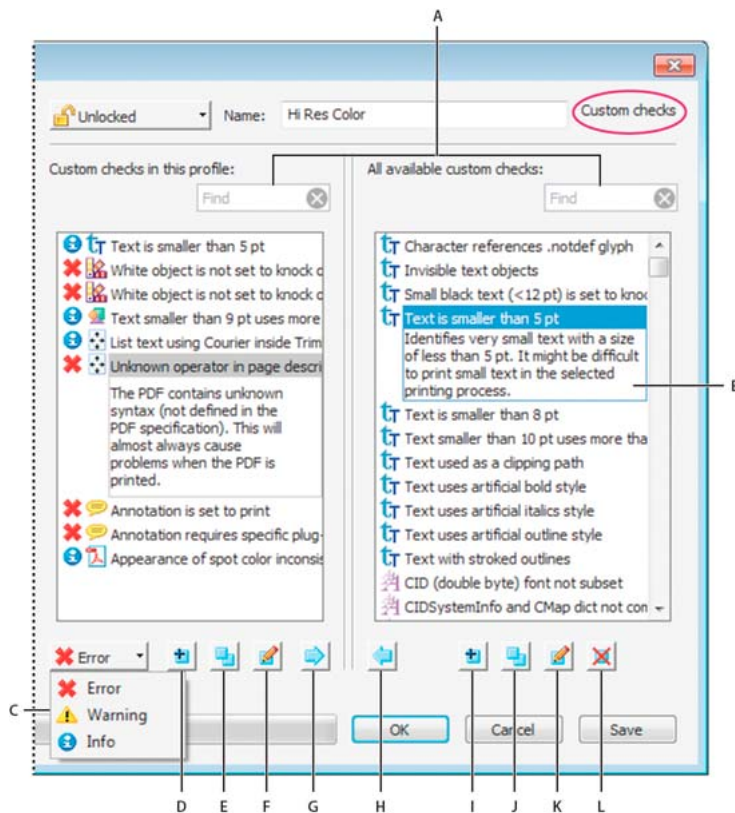 A
Unlocked
Name:
Hi Res Color
Custom checks
Custom checks in this profile:
Find
Text is smaller than 5 pt
White object is not set to knock
White object is not set to knock
Text smaller than 9 pt uses more
List text using Courier inside Trim
Unknown operator in page descri
The PDF contains unknown
syntax (not defined in the
PDF specification). This will
almost always cause
problems when the PDF is
printed.
Annotation is set to print
Annotation requires specific plug-
Appearance of spot color inconsis
All available custom checks:
Find
Character references .notdef glyph
Invisible text objects
Small black text (<12 pt) is set to knoc
Text is smaller than 5 pt
Identifies very small text with a size
of less than 5 pt. It might be difficult
to print small text in the selected
printing process.
B
Text is smaller than 8 pt
Text smaller than 10 pt uses more tha
Text used as a clipping path
Text uses artificial bold style
Text uses artificial italics style
Text uses artificial outline style
Text with stroked outlines
CID (double byte) font not subset
CIDSystemInfo and CMap dict not con
Error
C
Error
Warning
Info
OK
Cancel
Save
D
E
F
G
H
I
J
K
L